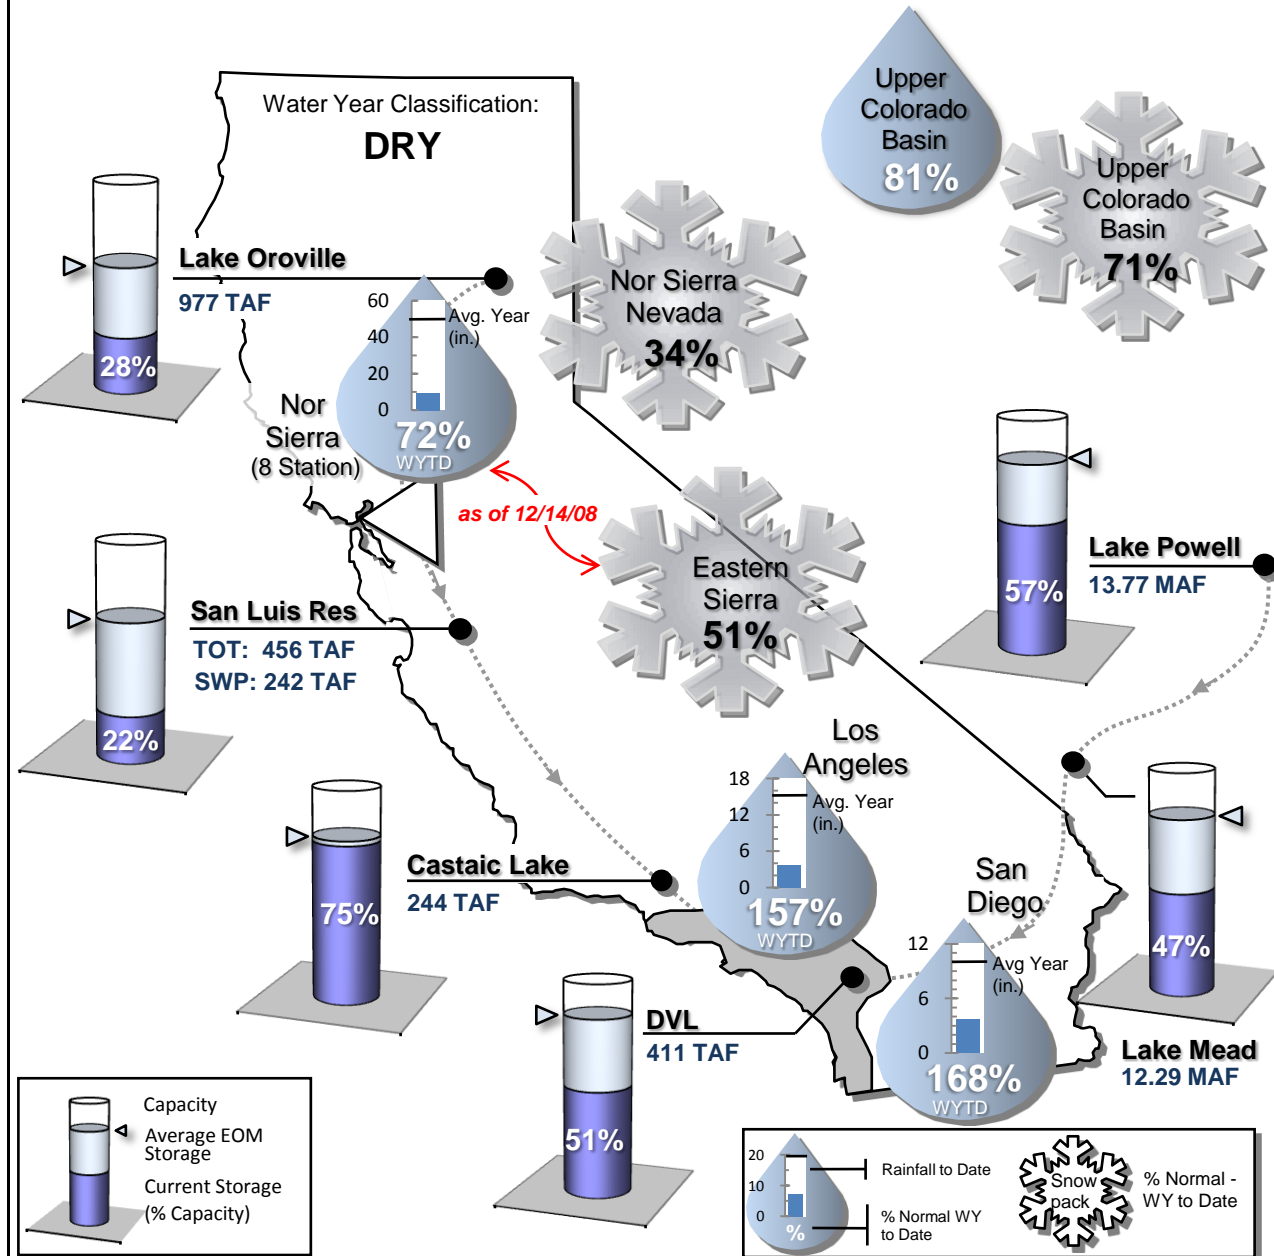 Water Year Classification:
DRY
Upper
Colorado
Basin
81%
Upper
Colorado
Basin
71%
Lake Oroville
977 TAF
28%
60
40
20
0
Avg. Year
(in.)
72%
WYTD
Nor
Sierra
(8 Station)
Nor Sierra
Nevada
34%
as of 12/14/08
Eastern
Sierra
51%
57%
Lake Powell
13.77 MAF
San Luis Res
TOT: 456 TAF
SWP: 242 TAF
22%
Los
Angeles
18
12
6
0
Avg. Year
(in.)
157%
WYTD
Castaic Lake
244 TAF
75%
San
Diego
12
6
0
Avg Year
(in.)
168%
WYTD
47%
Lake Mead
12.29 MAF
DVL
411 TAF
51%
Capacity
Average EOM
Storage
Current Storage
(% Capacity)
20
10
0
%
Rainfall to Date
% Normal WY
to Date
Snow
pack
% Normal -
WY to Date